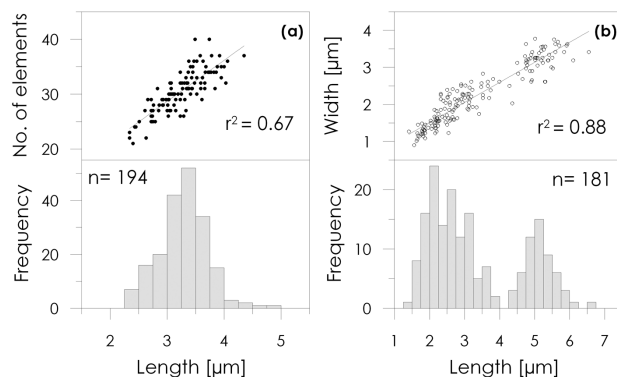 (a)
No. of elements
40
30
20
r² = 0.67
n= 194
Frequency
40
20
0
2 3 4 5
Length [µm]
(b)
Width [µm]
4
3
2
1
r² = 0.88
n= 181
Frequency
20
10
0
1 2 3 4 5 6 7
Length [µm]